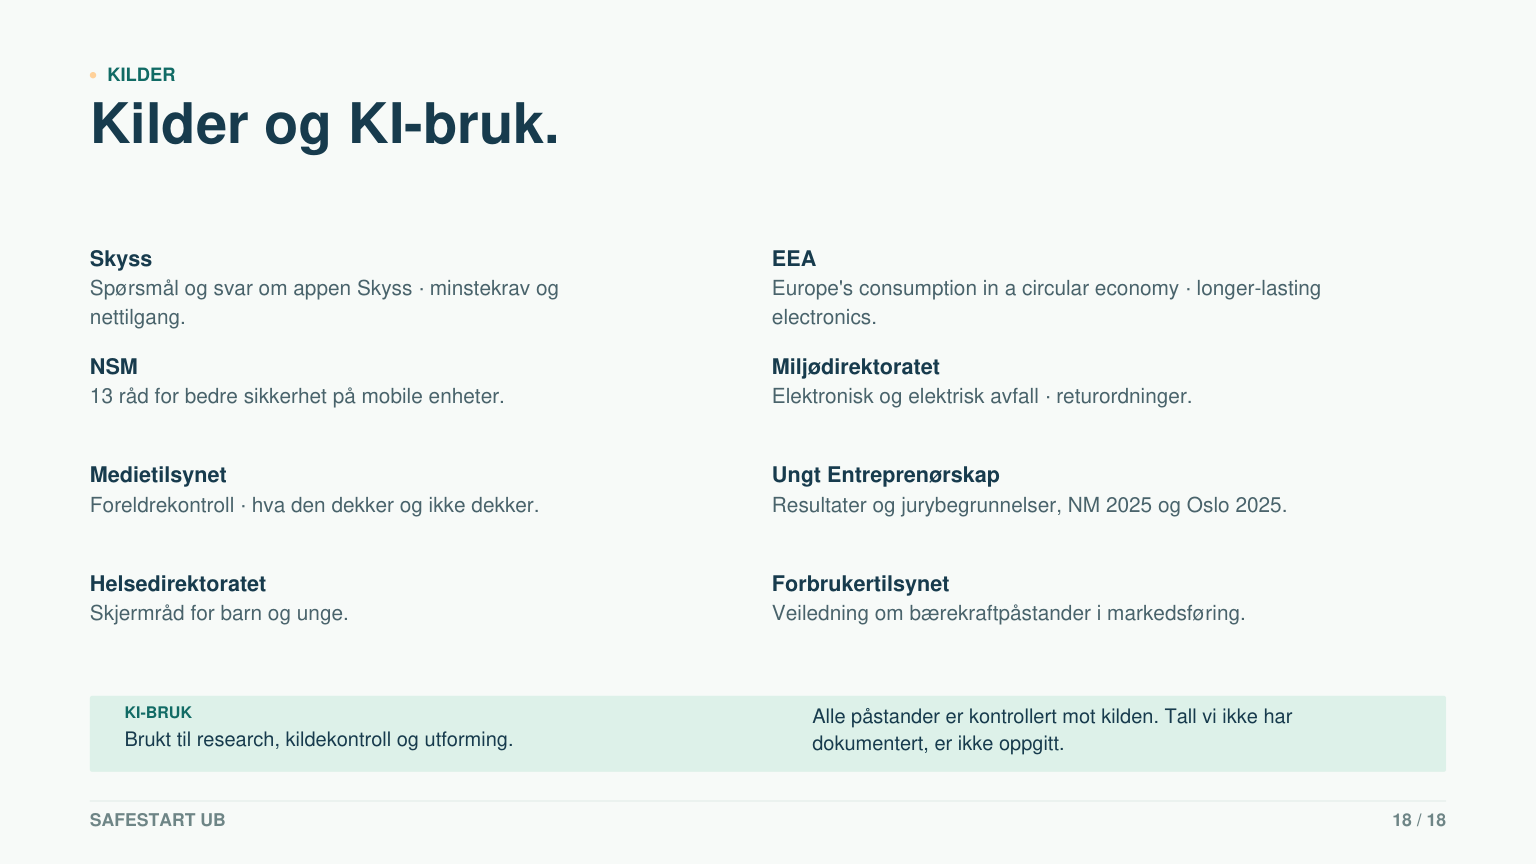 KILDER
Kilder og KI-bruk.
Skyss
Spørsmål og svar om appen Skyss · minstekrav og
nettilgang.
NSM
13 råd for bedre sikkerhet på mobile enheter.
Medietilsynet
Foreldrekontroll · hva den dekker og ikke dekker.
Helsedirektoratet
Skjermråd for barn og unge.
EEA
Europe's consumption in a circular economy · longer-lasting
electronics.
Miljødirektoratet
Elektronisk og elektrisk avfall · returordninger.
Ungt Entreprenørskap
Resultater og jurybegrunnelser, NM 2025 og Oslo 2025.
Forbrukertilsynet
Veiledning om bærekraftpåstander i markedsføring.
KI-BRUK
Brukt til research, kildekontroll og utforming.
Alle påstander er kontrollert mot kilden. Tall vi ikke har
dokumentert, er ikke oppgitt.
SAFESTART UB
18 / 18